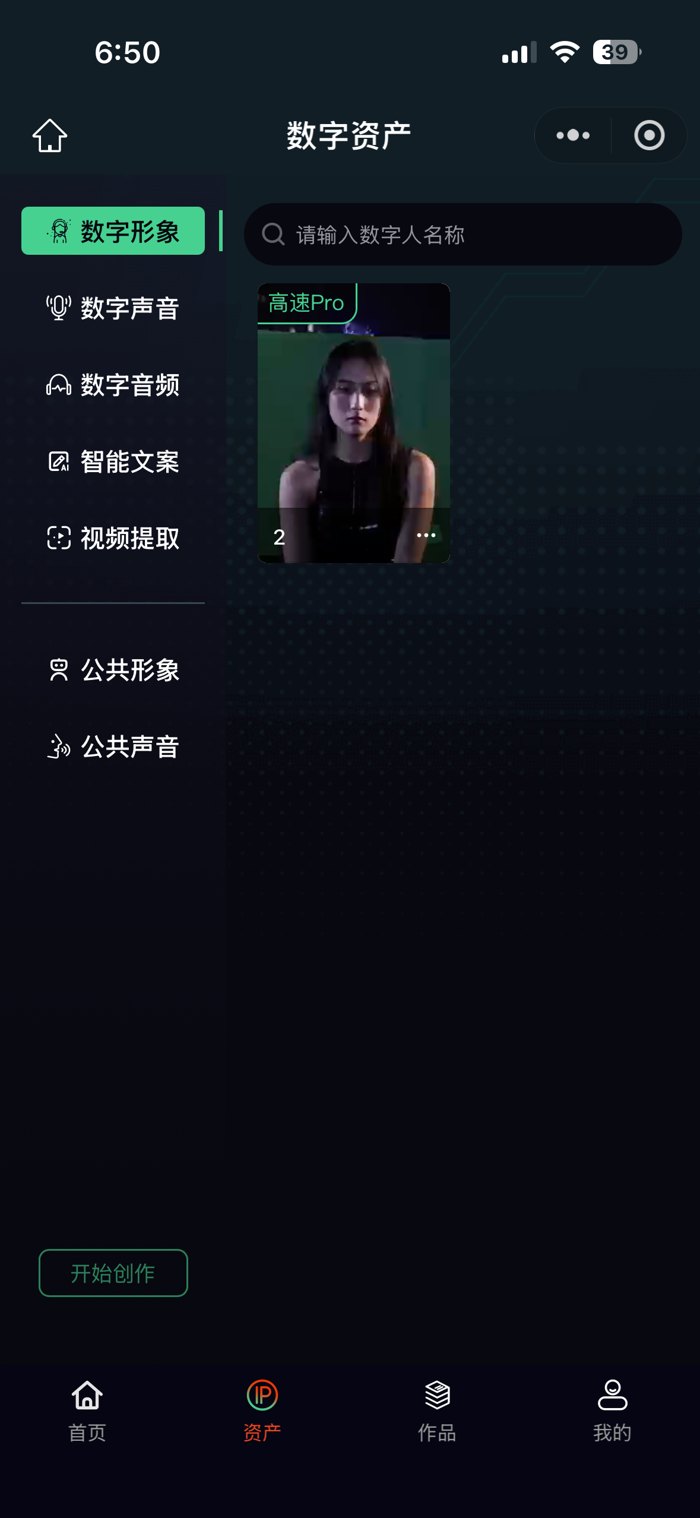 6:50
39
数字资产
数字形象
请输入数字人名称
数字声音
数字音频
智能文案
AI
视频提取
公共形象
公共声音
高速Pro
2
开始创作
IP
首页
资产
作品
我的